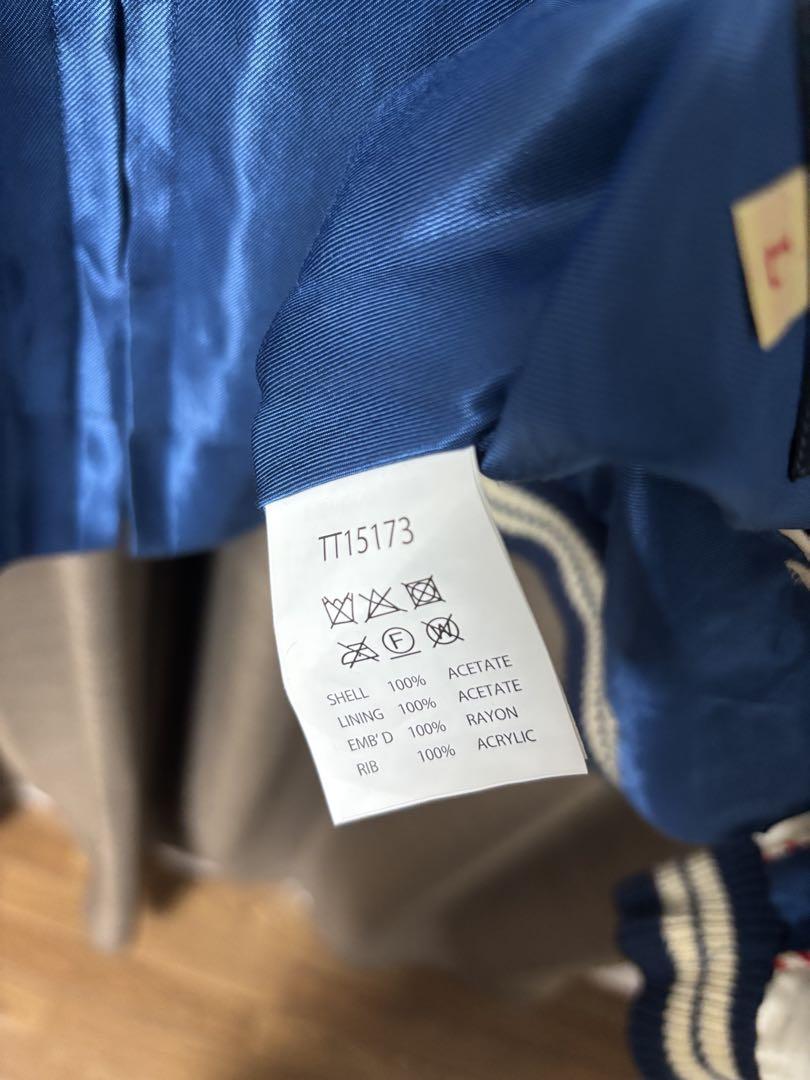 TT15173
F
W
SHELL 100% ACETATE
LINING 100% ACETATE
EMB'D 100% RAYON
RIB 100% ACRYLIC
L